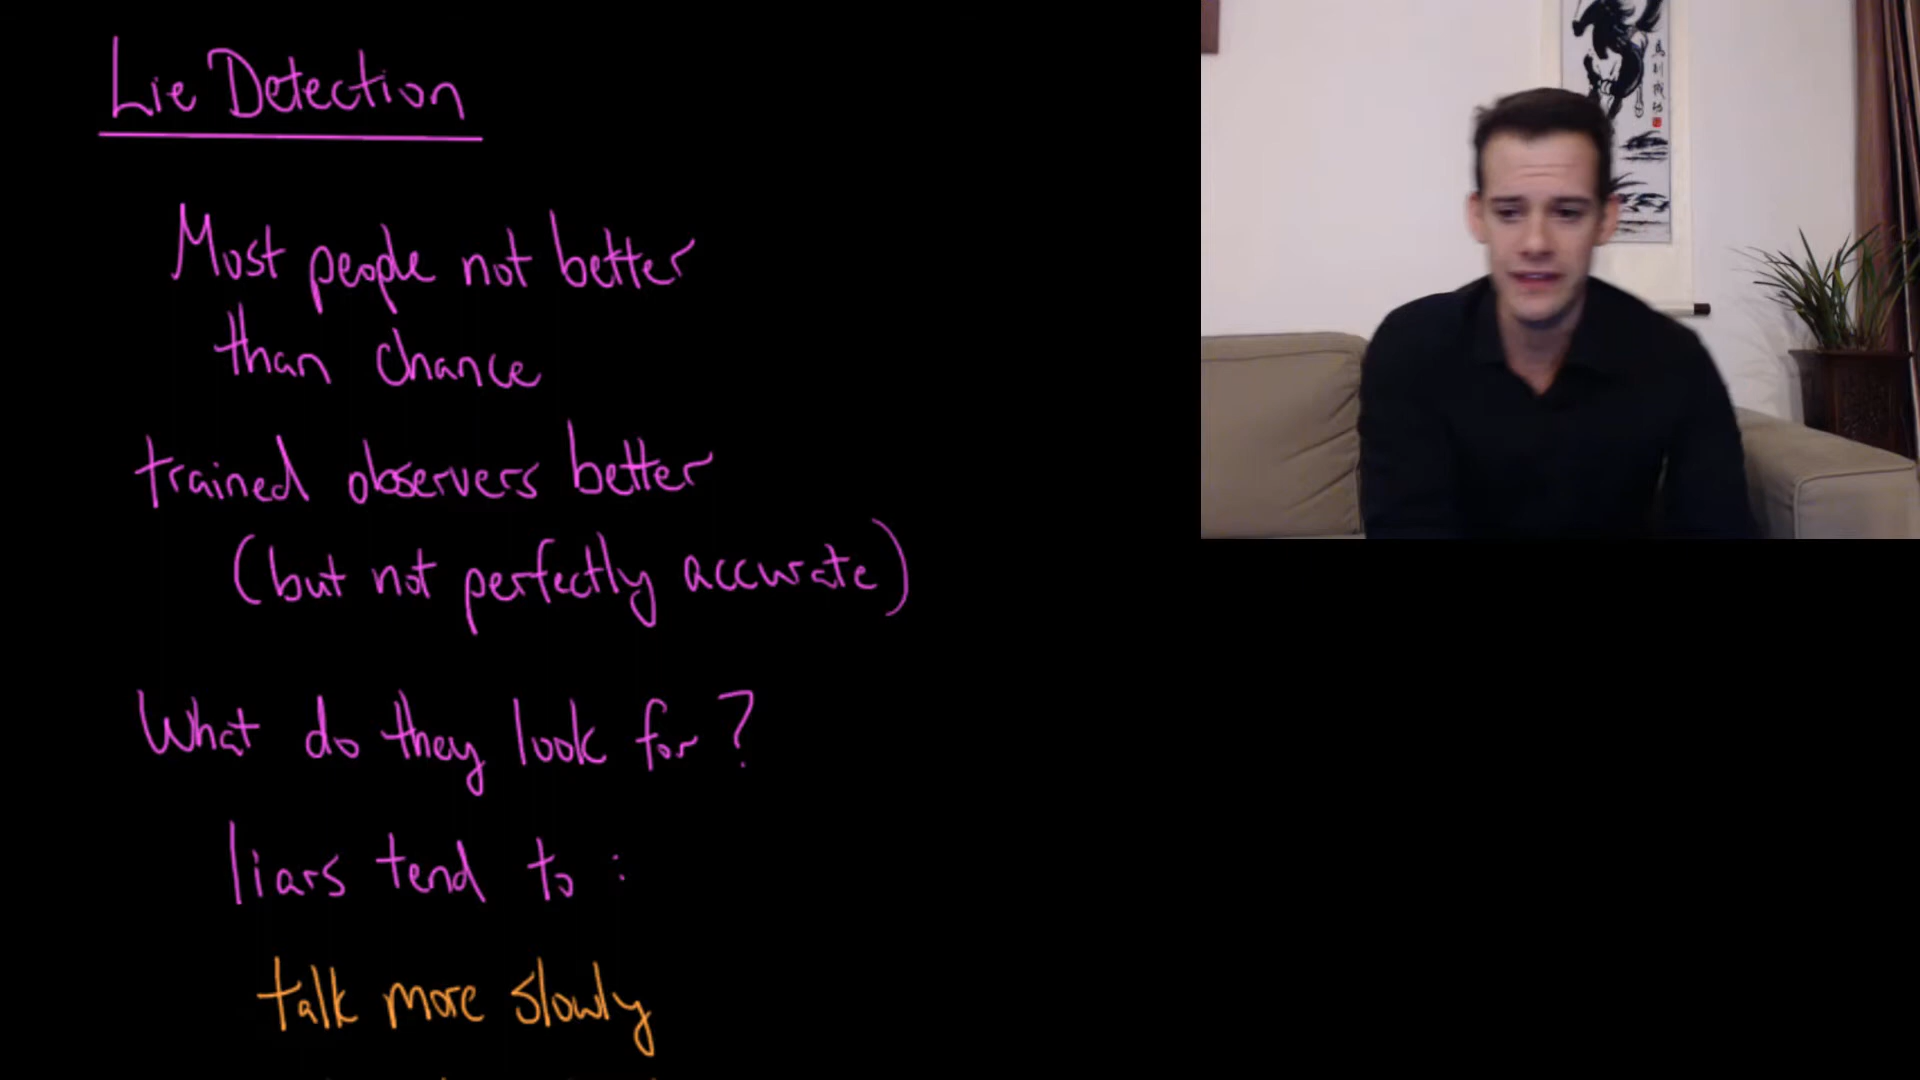 Lie Detection
Most people not better
than chance
trained observers better
(but not perfectly accurate)
What do they look for?
liars tend to:
talk more slowly